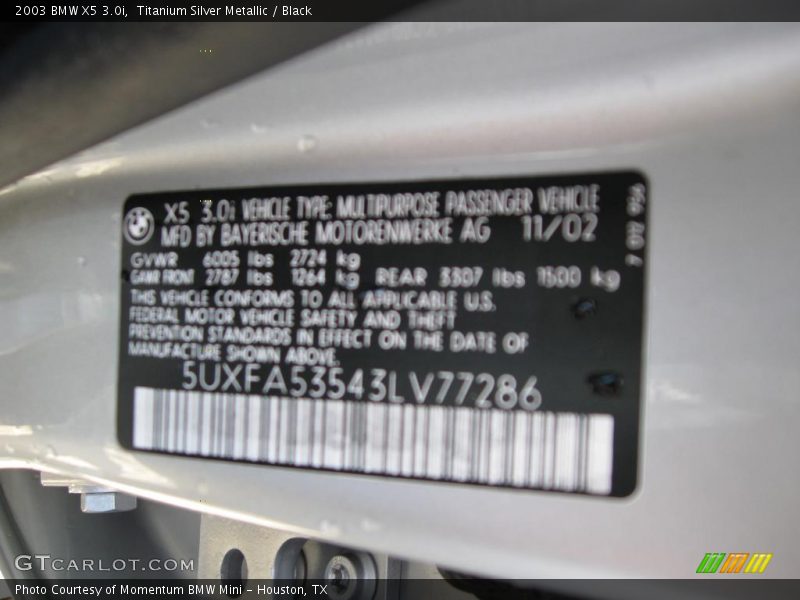 2003 BMW X5 3.0i,  Titanium Silver Metallic / Black
X5 3.0i VEHICLE TYPE: MULTIPURPOSE PASSENGER VEHICLE
MFD BY BAYERISCHE MOTORENWERKE AG 11/02
GVWR 6005 lbs 2724 kg
GAWR FRONT 2787 lbs 1264 kg REAR 3307 lbs 1500 kg
THIS VEHICLE CONFORMS TO ALL APPLICABLE U.S.
FEDERAL MOTOR VEHICLE SAFETY AND THEFT
PREVENTION STANDARDS IN EFFECT ON THE DATE OF
MANUFACTURE SHOWN ABOVE.
5UXFA53543LV77286
GTCARLOT.COM
Photo Courtesy of Momentum BMW Mini - Houston, TX